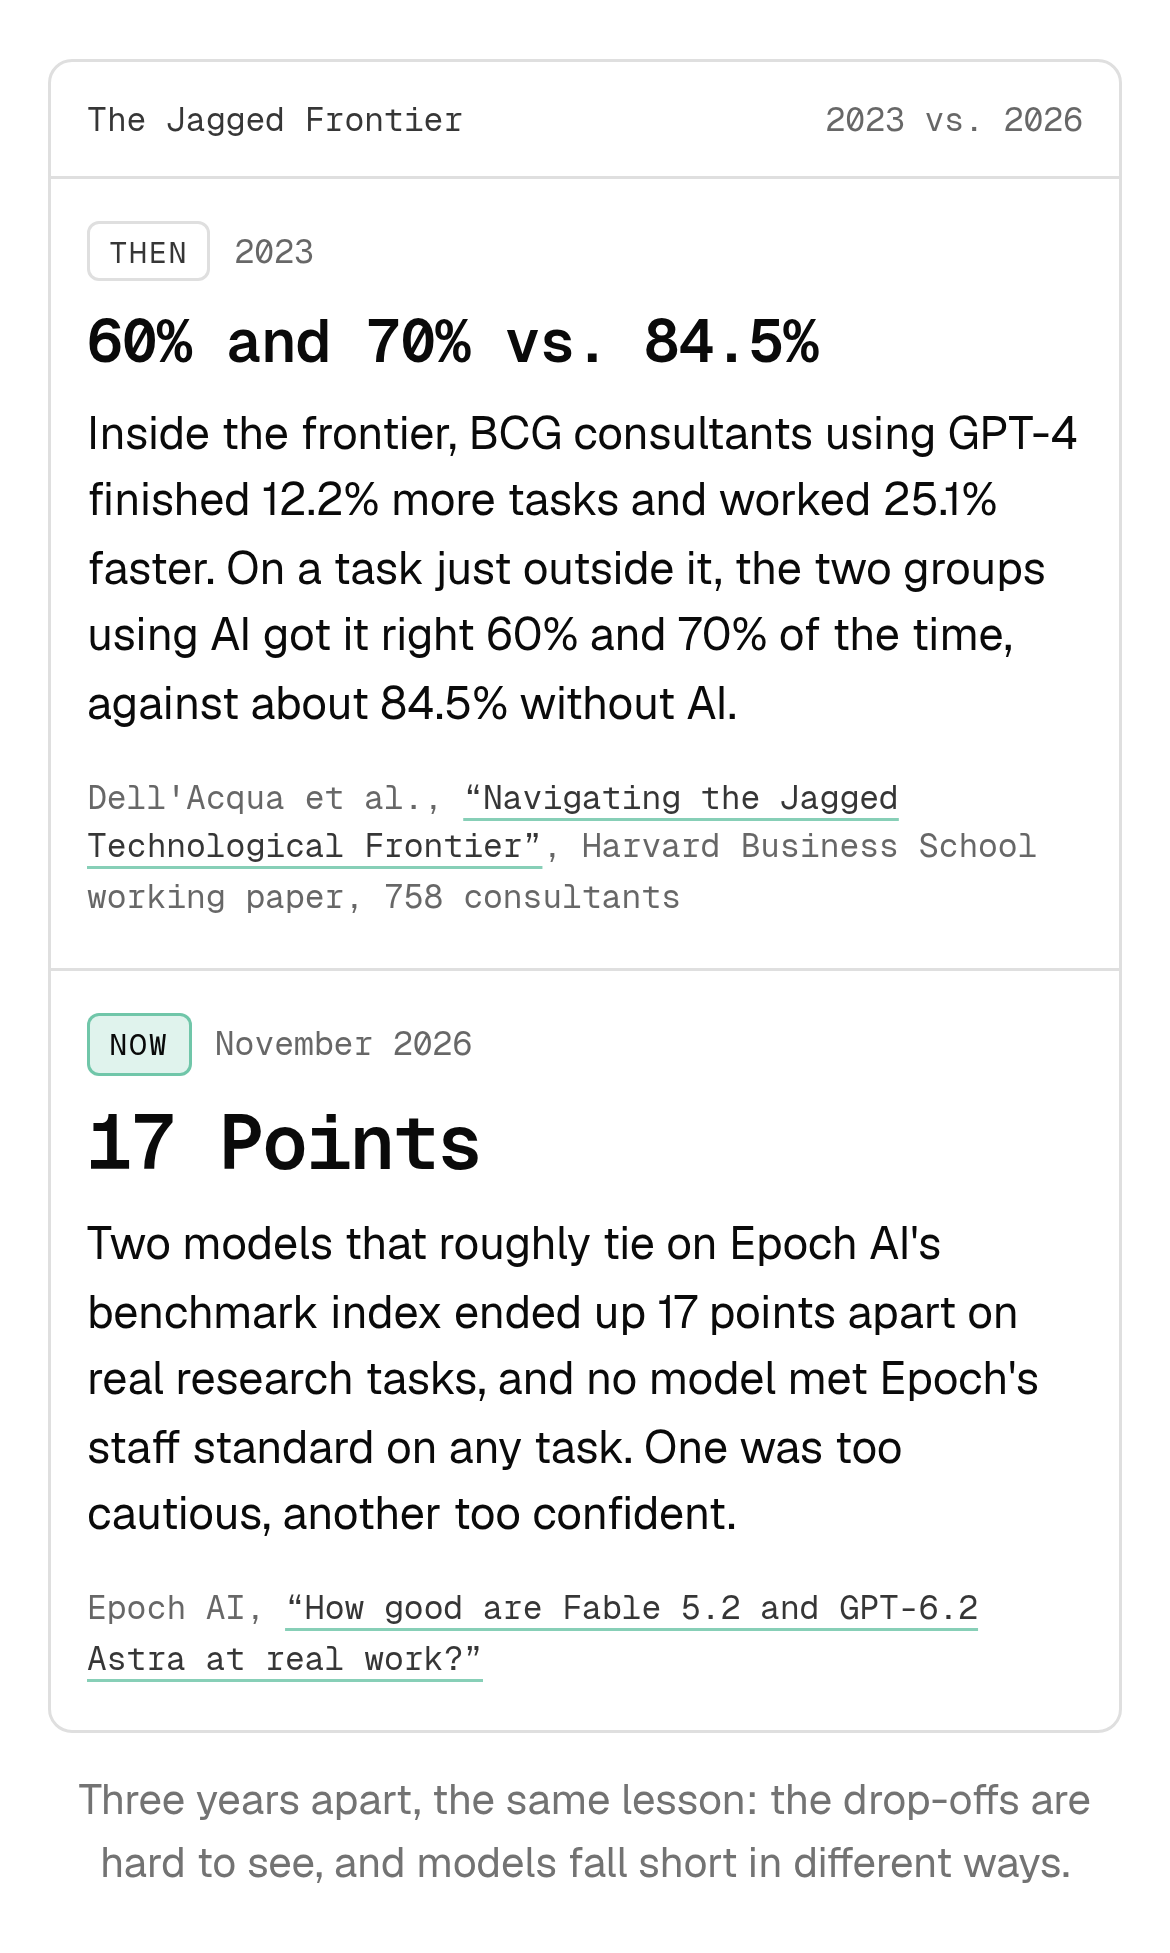 The Jagged Frontier
2023 vs. 2026
THEN
2023
60% and 70% vs. 84.5%
Inside the frontier, BCG consultants using GPT-4
finished 12.2% more tasks and worked 25.1%
faster. On a task just outside it, the two groups
using AI got it right 60% and 70% of the time,
against about 84.5% without AI.
Dell'Acqua et al., “Navigating the Jagged
Technological Frontier”, Harvard Business School
working paper, 758 consultants
NOW
November 2026
17 Points
Two models that roughly tie on Epoch AI's
benchmark index ended up 17 points apart on
real research tasks, and no model met Epoch's
staff standard on any task. One was too
cautious, another too confident.
Epoch AI, “How good are Fable 5.2 and GPT-6.2
Astra at real work?”
Three years apart, the same lesson: the drop-offs are
hard to see, and models fall short in different ways.